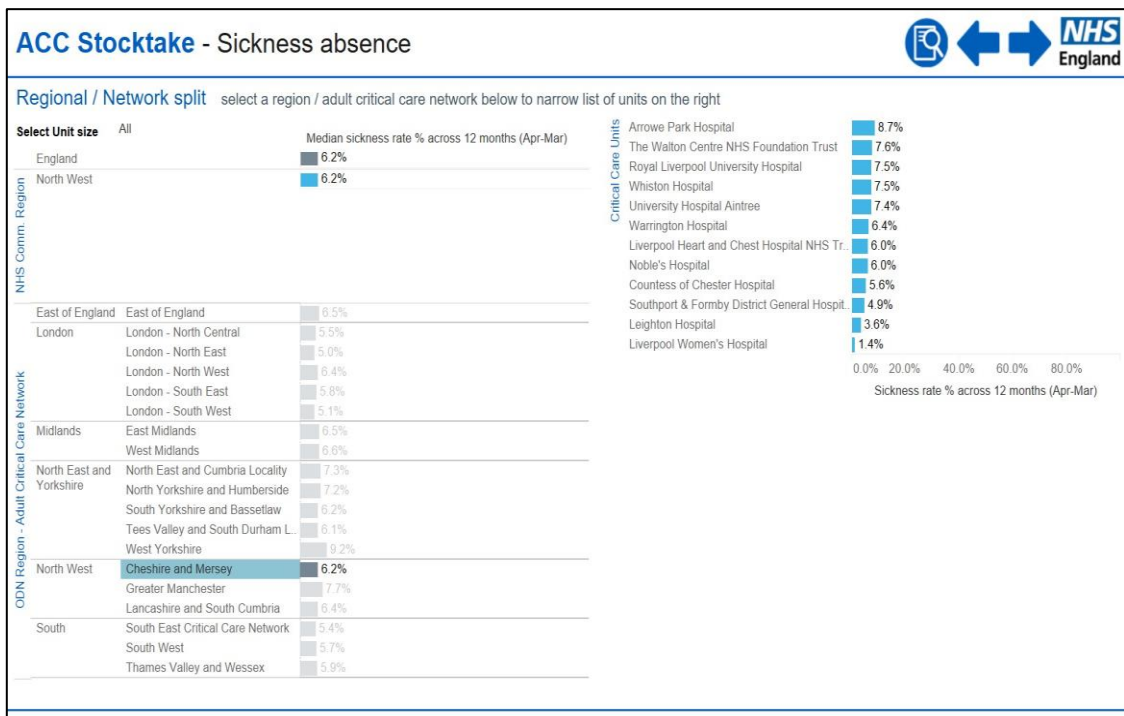 ACC Stocktake - Sickness absence
NHS
England
Regional / Network split select a region / adult critical care network below to narrow list of units on the right
Select Unit size All
Median sickness rate % across 12 months (Apr-Mar)
NHS Comm. Region
England 6.2%
North West 6.2%
ODN Region - Adult Critical Care Network
East of England East of England 6.5%
London London - North Central 5.5%
London - North East 5.0%
London - North West 6.4%
London - South East 5.8%
London - South West 5.1%
Midlands East Midlands 6.5%
West Midlands 6.6%
North East and Yorkshire North East and Cumbria Locality 7.3%
North Yorkshire and Humberside 7.2%
South Yorkshire and Bassetlaw 6.2%
Tees Valley and South Durham L.. 6.1%
West Yorkshire 9.2%
North West Cheshire and Mersey 6.2%
Greater Manchester 7.7%
Lancashire and South Cumbria 6.4%
South South East Critical Care Network 5.4%
South West 5.7%
Thames Valley and Wessex 5.9%
Critical Care Units
Arrowe Park Hospital 8.7%
The Walton Centre NHS Foundation Trust 7.6%
Royal Liverpool University Hospital 7.5%
Whiston Hospital 7.5%
University Hospital Aintree 7.4%
Warrington Hospital 6.4%
Liverpool Heart and Chest Hospital NHS Tr.. 6.0%
Noble's Hospital 6.0%
Countess of Chester Hospital 5.6%
Southport & Formby District General Hospit.. 4.9%
Leighton Hospital 3.6%
Liverpool Women's Hospital 1.4%
0.0% 20.0% 40.0% 60.0% 80.0%
Sickness rate % across 12 months (Apr-Mar)